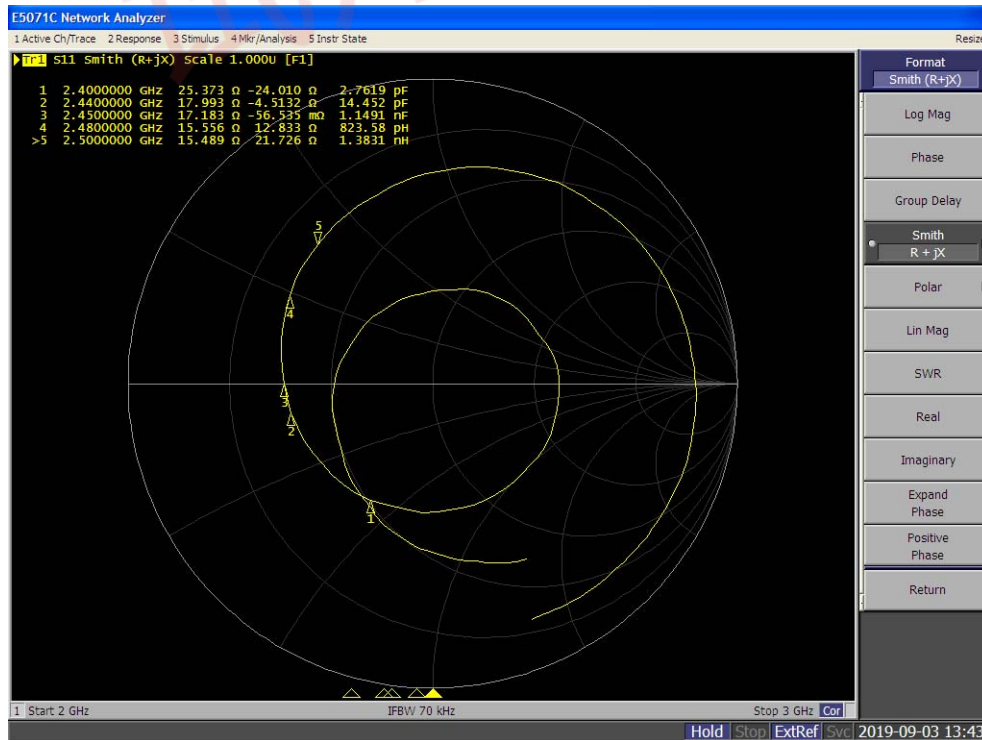 E5071C Network Analyzer
1 Active Ch/Trace 2 Response 3 Stimulus 4 Mkr/Analysis 5 Instr State
Resize
Tr1 S11 Smith (R+jX) Scale 1.000U [F1]
1 2.4000000 GHz 25.373 Ω -24.010 Ω 2.7619 pF
2 2.4400000 GHz 17.993 Ω -4.5132 Ω 14.452 pF
3 2.4500000 GHz 17.183 Ω -56.535 mΩ 1.1491 nF
4 2.4800000 GHz 15.556 Ω 12.833 Ω 823.58 pH
>5 2.5000000 GHz 15.489 Ω 21.726 Ω 1.3831 nH
5
4
3
2
1
Format
Smith (R+jX)
Log Mag
Phase
Group Delay
Smith
R + jX
Polar
Lin Mag
SWR
Real
Imaginary
Expand
Phase
Positive
Phase
Return
1 Start 2 GHz
IFBW 70 kHz
Stop 3 GHz Cor
Hold Stop ExtRef Svc 2019-09-03 13:43